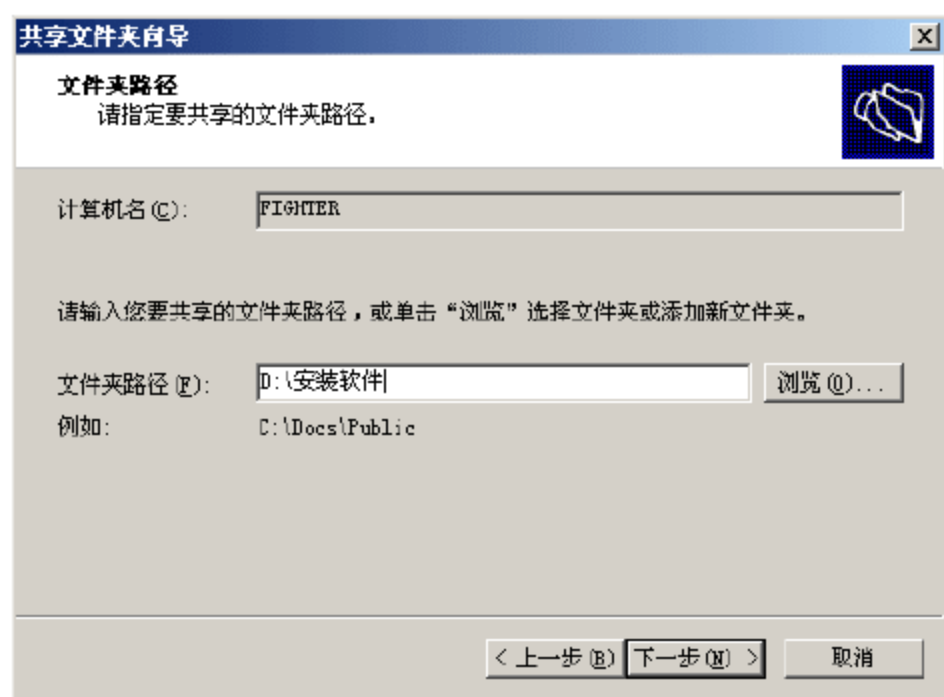 共享文件夹向导
文件夹路径
请指定要共享的文件夹路径。
计算机名(C): FIGHTER
请输入您要共享的文件夹路径，或单击“浏览”选择文件夹或添加新文件夹。
文件夹路径(F): D:\安装软件 浏览(O)...
例如: C:\Docs\Public
< 上一步(B) 下一步(N) > 取消